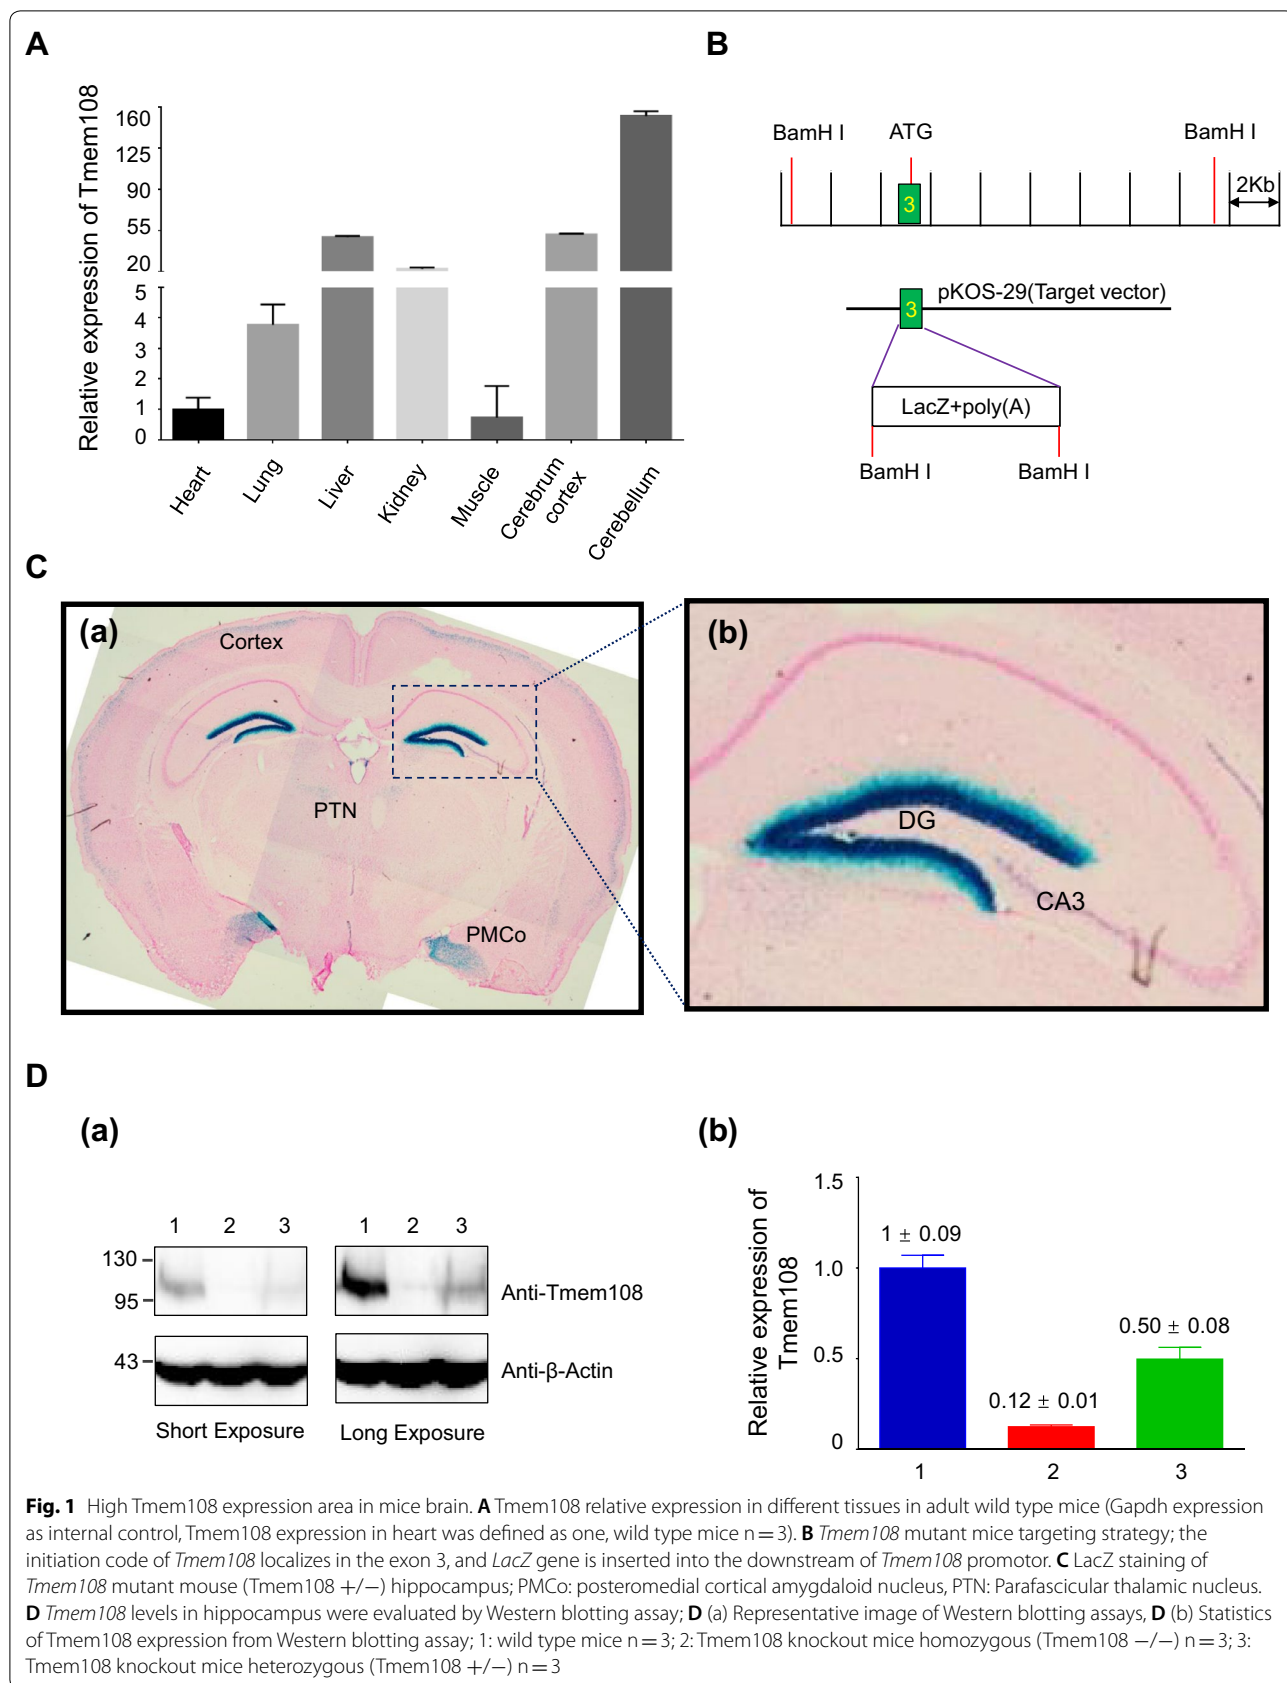 A
Relative expression of Tmem108
160
125
90
55
20
5
4
3
2
1
0
Heart
Lung
Liver
Kidney
Muscle
Cerebrum
cortex
Cerebellum
B
BamH I
ATG
BamH I
3
2Kb
pKOS-29(Target vector)
3
LacZ+poly(A)
BamH I
BamH I
C
(a)
Cortex
PTN
PMCo
(b)
DG
CA3
D
(a)
1 2 3
1 2 3
130
95
Anti-Tmem108
43
Anti-β-Actin
Short Exposure
Long Exposure
(b)
Relative expression of
Tmem108
1.5
1.0
0.5
0
1 ± 0.09
0.12 ± 0.01
0.50 ± 0.08
1
2
3
Fig. 1 High Tmem108 expression area in mice brain. A Tmem108 relative expression in different tissues in adult wild type mice (Gapdh expression
as internal control, Tmem108 expression in heart was defined as one, wild type mice n = 3). B Tmem108 mutant mice targeting strategy; the
initiation code of Tmem108 localizes in the exon 3, and LacZ gene is inserted into the downstream of Tmem108 promotor. C LacZ staining of
Tmem108 mutant mouse (Tmem108 +/−) hippocampus; PMCo: posteromedial cortical amygdaloid nucleus, PTN: Parafascicular thalamic nucleus.
D Tmem108 levels in hippocampus were evaluated by Western blotting assay; D (a) Representative image of Western blotting assays, D (b) Statistics
of Tmem108 expression from Western blotting assay; 1: wild type mice n = 3; 2: Tmem108 knockout mice homozygous (Tmem108 −/−) n = 3; 3:
Tmem108 knockout mice heterozygous (Tmem108 +/−) n = 3